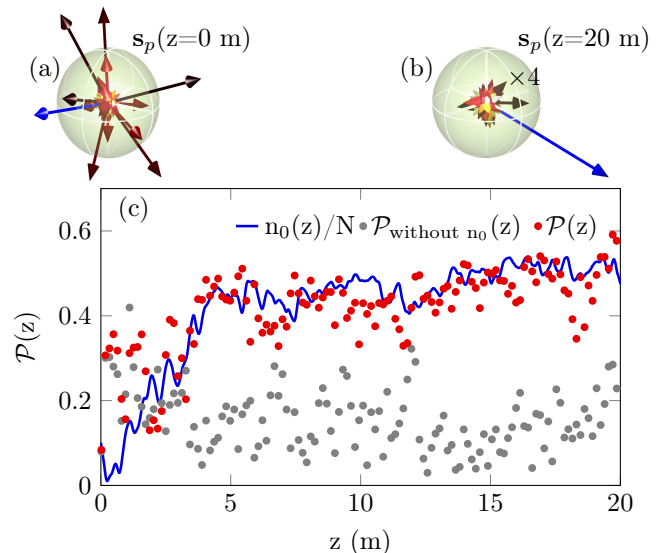 (a)
s_p(z=0 m)
(b)
s_p(z=20 m)
×4
(c)
n_0(z)/N 𝒫_without n_0(z) 𝒫(z)
𝒫(z)
0.6
0.4
0.2
0
0 5 10 15 20
z (m)